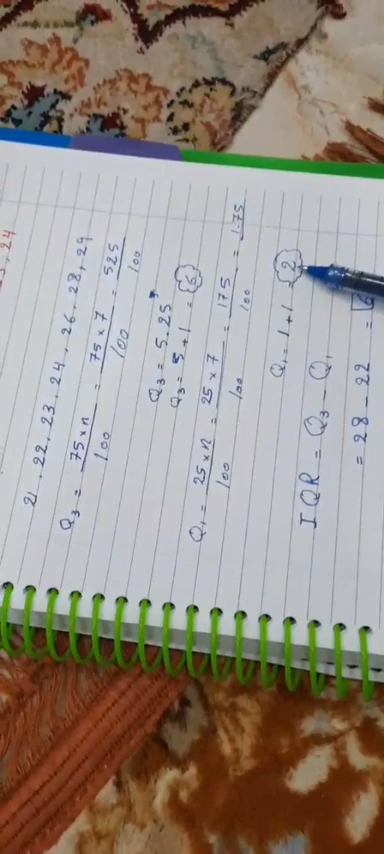 3, 24
21, 22, 23, 24, 26, 28, 29
Q₃ = 75 × n / 100 = 75 × 7 / 100 = 525 / 100
Q₃ = 5.25
Q₃ = 5 + 1 = 6
Q₁ = 25 × n / 100 = 25 × 7 / 100 = 175 / 100 = 1.75
Q₁ = 1 + 1 2
IQR = Q₃ - Q₁
= 28 - 22 = 6